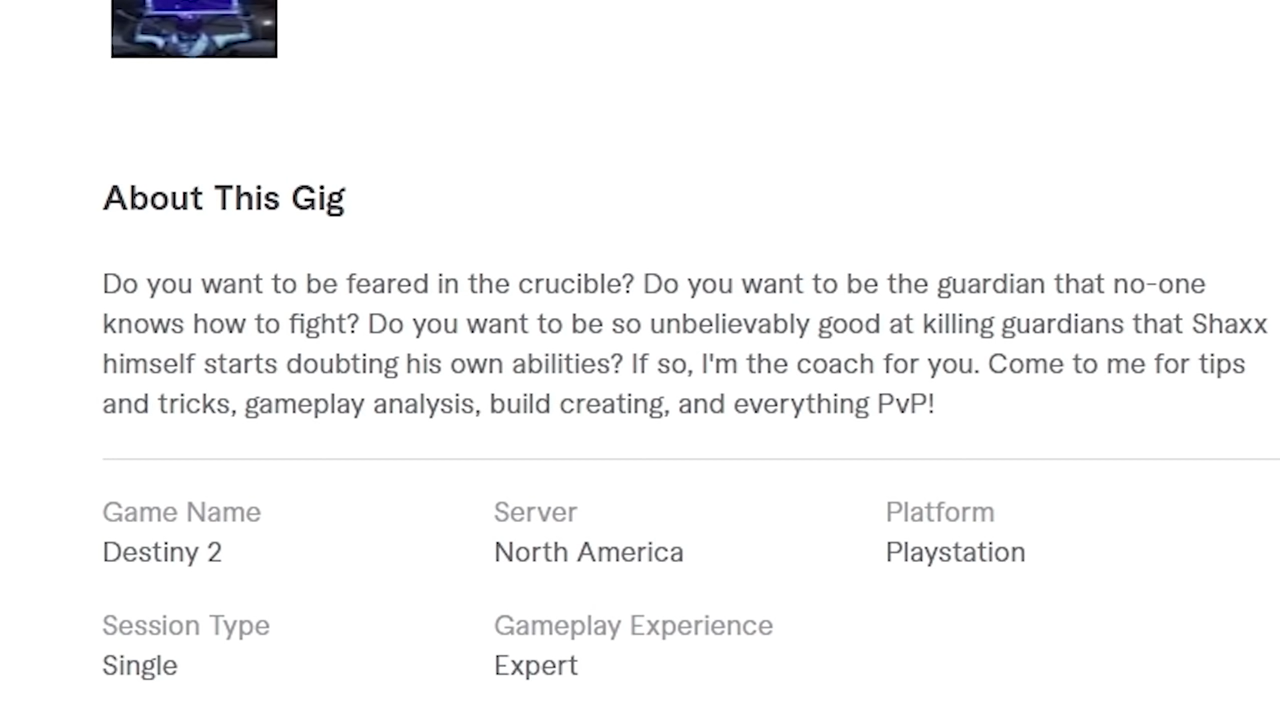 About This Gig
Do you want to be feared in the crucible? Do you want to be the guardian that no-one
knows how to fight? Do you want to be so unbelievably good at killing guardians that Shaxx
himself starts doubting his own abilities? If so, I'm the coach for you. Come to me for tips
and tricks, gameplay analysis, build creating, and everything PvP!
Game Name
Destiny 2
Server
North America
Platform
Playstation
Session Type
Single
Gameplay Experience
Expert